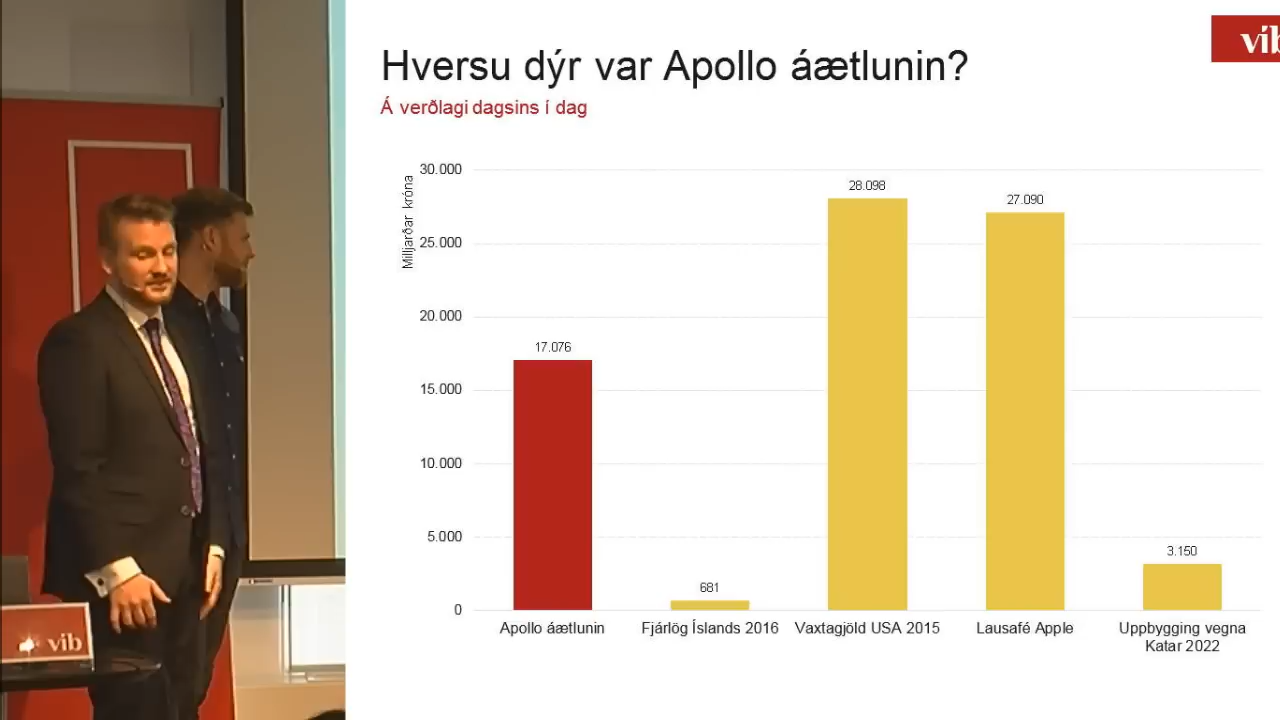 Hversu dýr var Apollo áætlunin?
Á verðlagi dagsins í dag
víb
Milljarðar króna
30.000
25.000
20.000
15.000
10.000
5.000
0
17.076
681
28.098
27.090
3.150
Apollo áætlunin
Fjárlög Íslands 2016
Vaxtagjöld USA 2015
Lausafé Apple
Uppbygging vegna
Katar 2022
víb